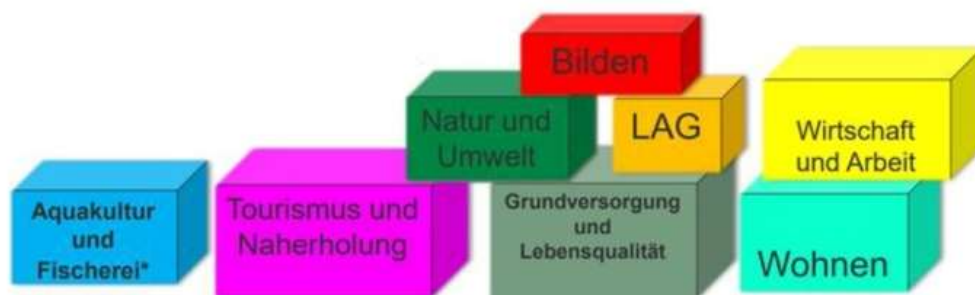 Bilden
Natur und
Umwelt
LAG
Wirtschaft
und Arbeit
Aquakultur
und
Fischerei*
Tourismus und
Naherholung
Grundversorgung
und
Lebensqualität
Wohnen